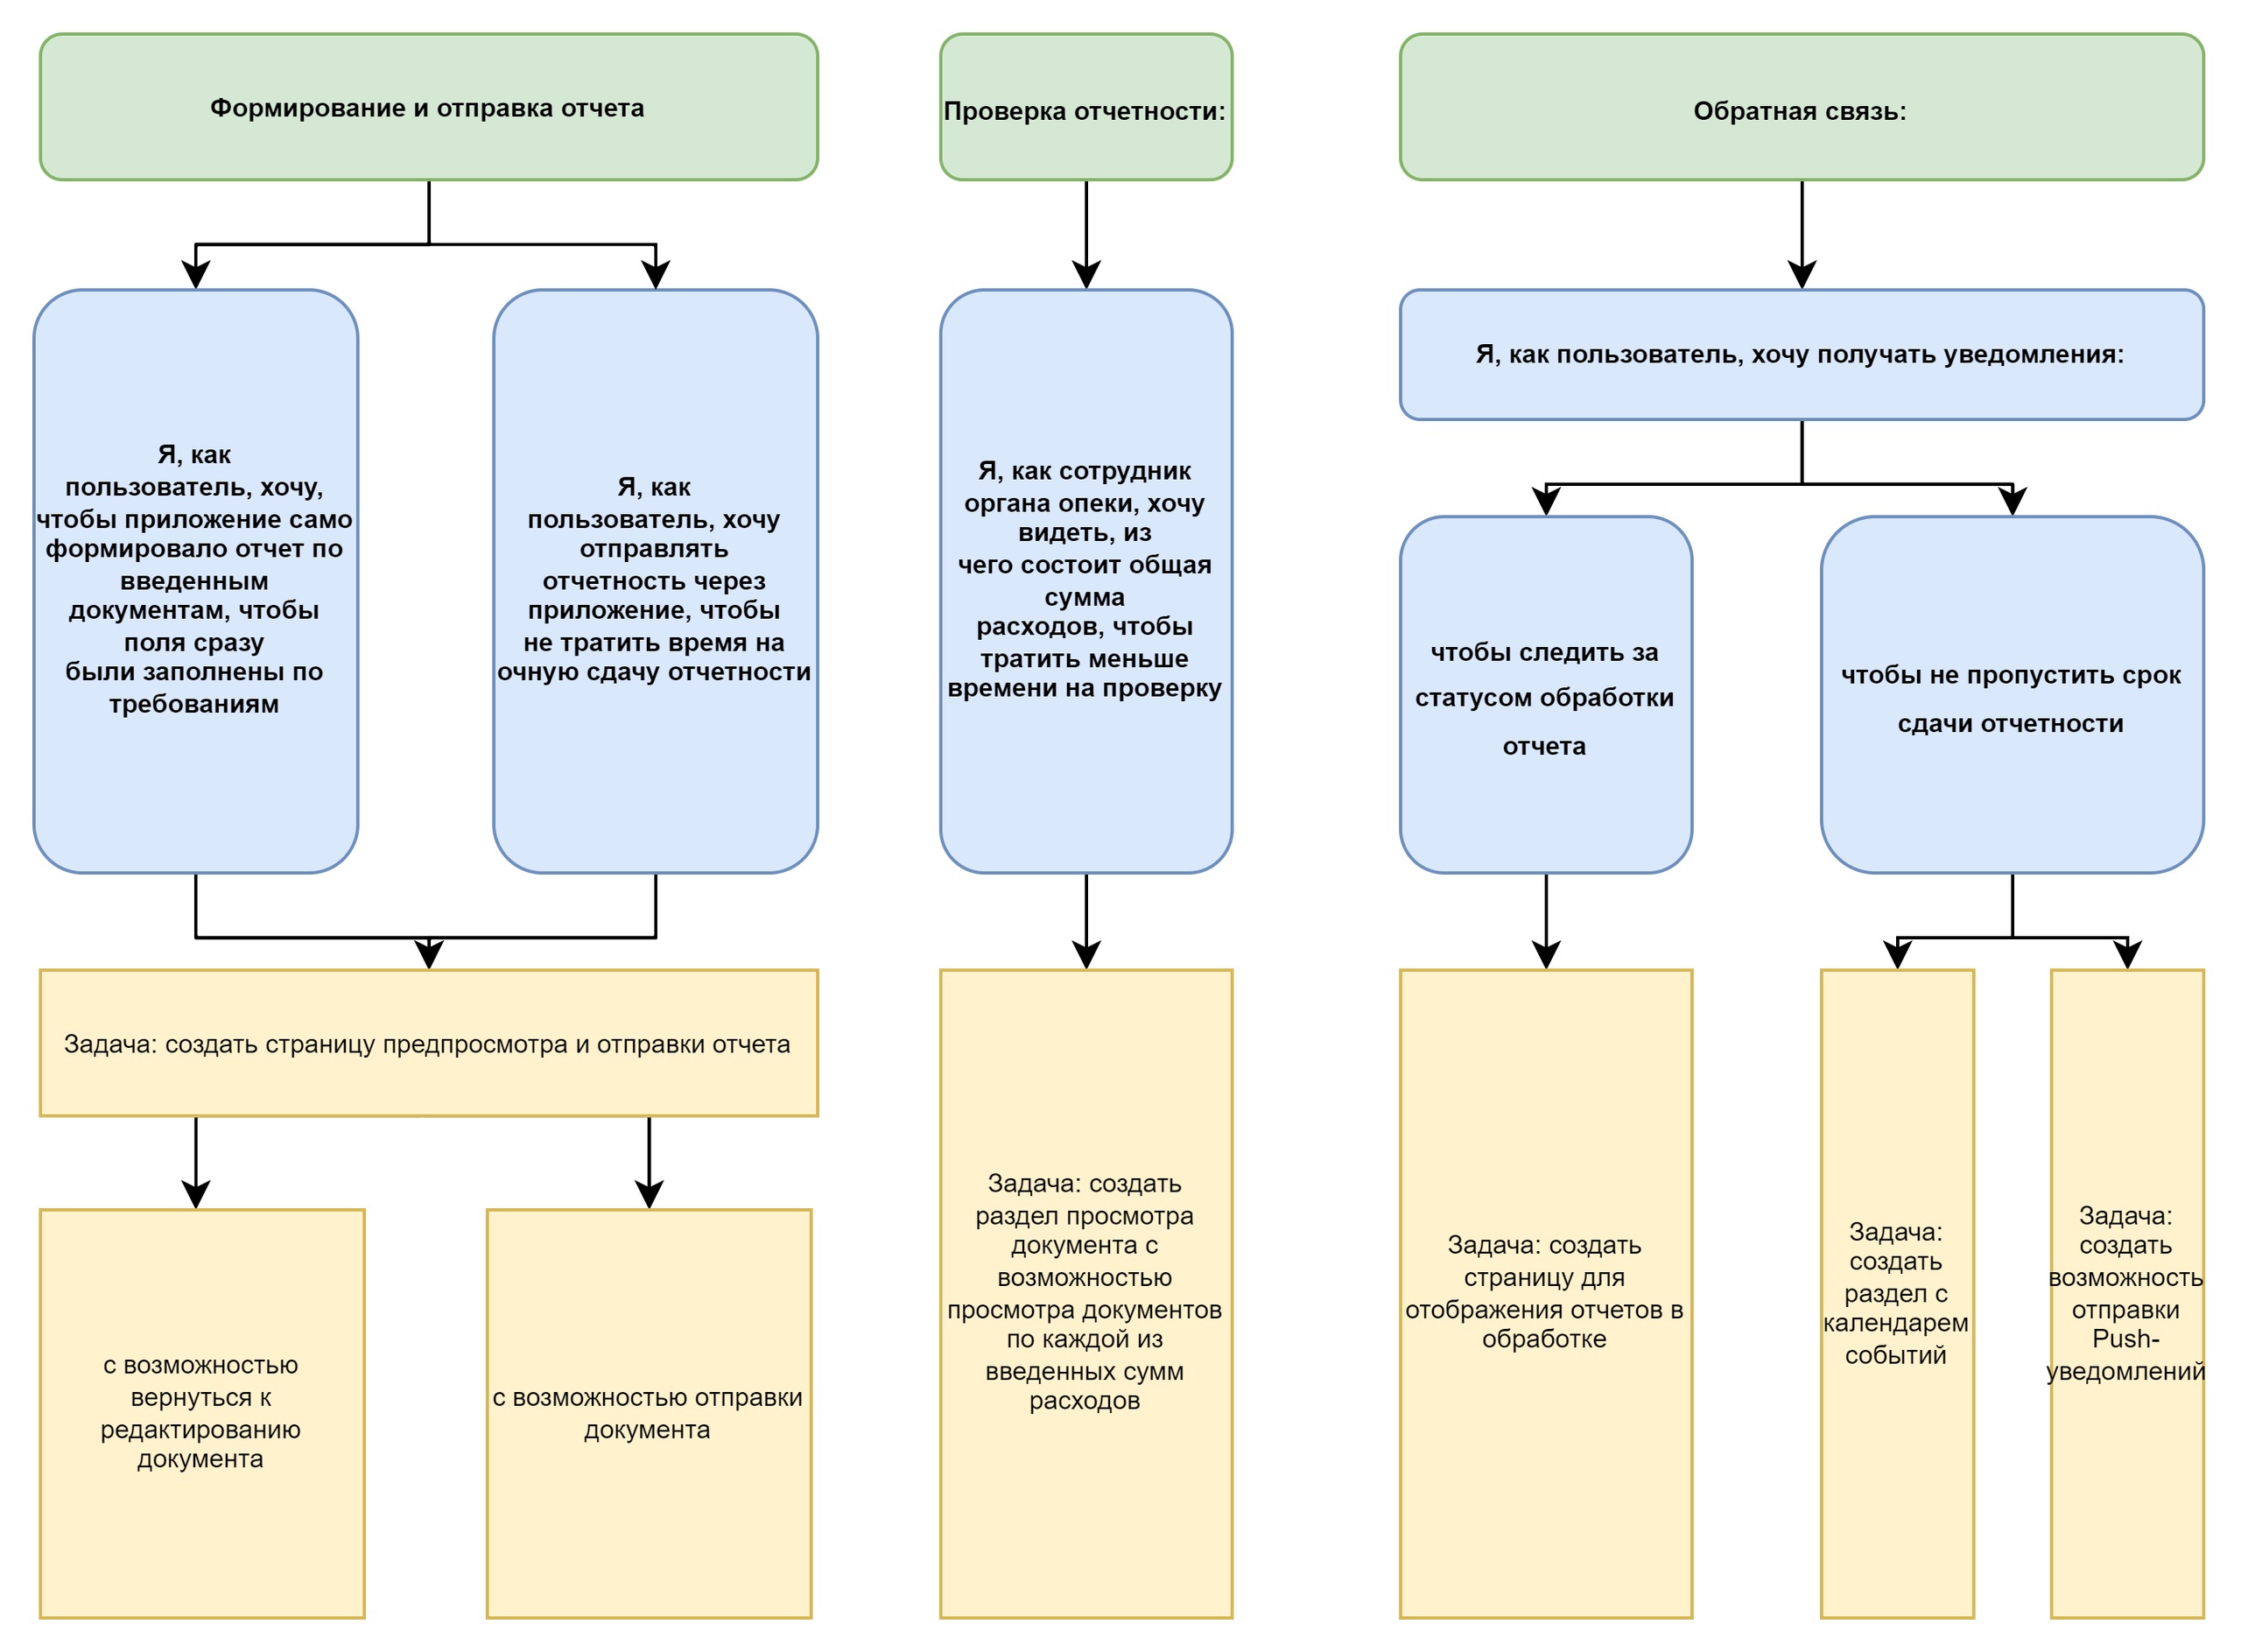 Формирование и отправка отчета
Проверка отчетности:
Обратная связь:
Я, как
пользователь, хочу,
чтобы приложение само
формировало отчет по
введенным
документам, чтобы
поля сразу
были заполнены по
требованиям
Я, как
пользователь, хочу
отправлять
отчетность через
приложение, чтобы
не тратить время на
очную сдачу отчетности
Я, как сотрудник
органа опеки, хочу
видеть, из
чего состоит общая
сумма
расходов, чтобы
тратить меньше
времени на проверку
Я, как пользователь, хочу получать уведомления:
чтобы следить за
статусом обработки
отчета
чтобы не пропустить срок
сдачи отчетности
Задача: создать страницу предпросмотра и отправки отчета
с возможностью
вернуться к
редактированию
документа
с возможностью отправки
документа
Задача: создать
раздел просмотра
документа с
возможностью
просмотра документов
по каждой из
введенных сумм
расходов
Задача: создать
страницу для
отображения отчетов в
обработке
Задача:
создать
раздел с
календарем
событий
Задача:
создать
возможность
отправки
Push-
уведомлений